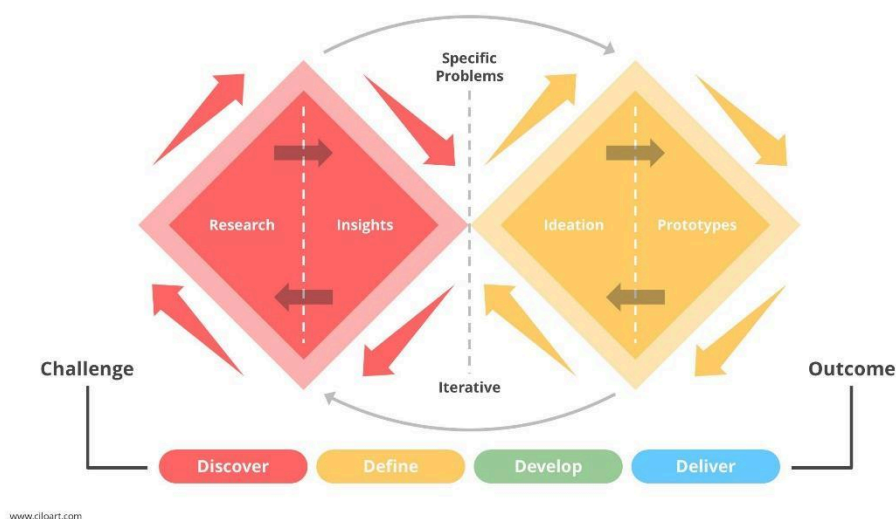 Specific
Problems
Research
Insights
Ideation
Prototypes
Challenge
Iterative
Outcome
Discover
Define
Develop
Deliver
www.ciloart.com